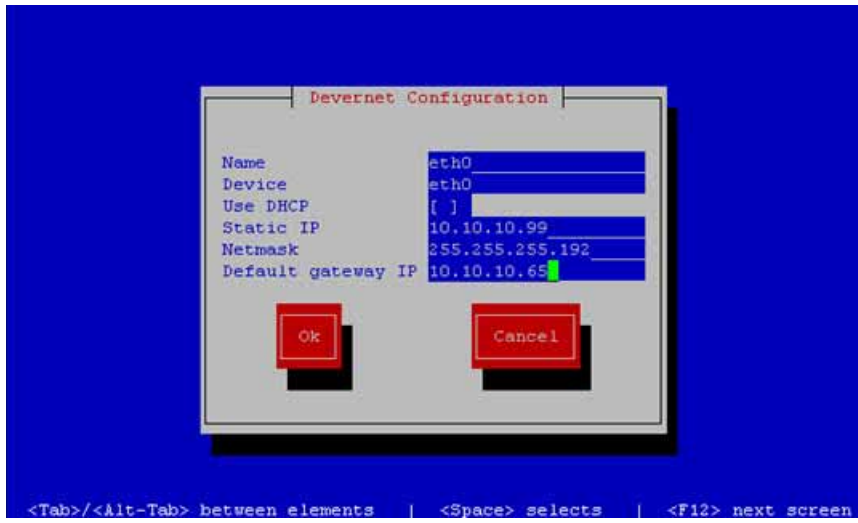 Devernet Configuration
Name eth0
Device eth0
Use DHCP [ ]
Static IP 10.10.10.99
Netmask 255.255.255.192
Default gateway IP 10.10.10.65
Ok Cancel
<Tab>/<Alt-Tab> between elements | <Space> selects | <F12> next screen